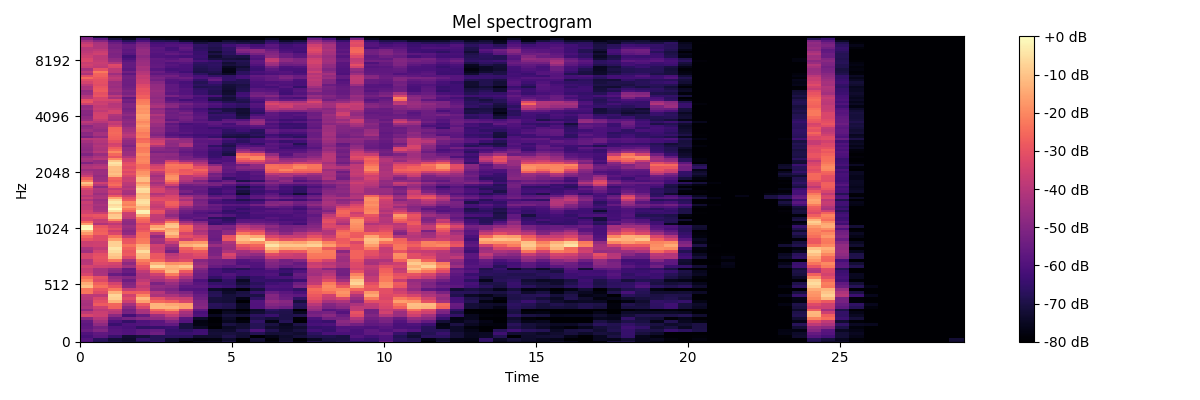 Mel spectrogram
8192
4096
2048
1024
512
0
Hz
0 5 10 15 20 25
Time
+0 dB
-10 dB
-20 dB
-30 dB
-40 dB
-50 dB
-60 dB
-70 dB
-80 dB